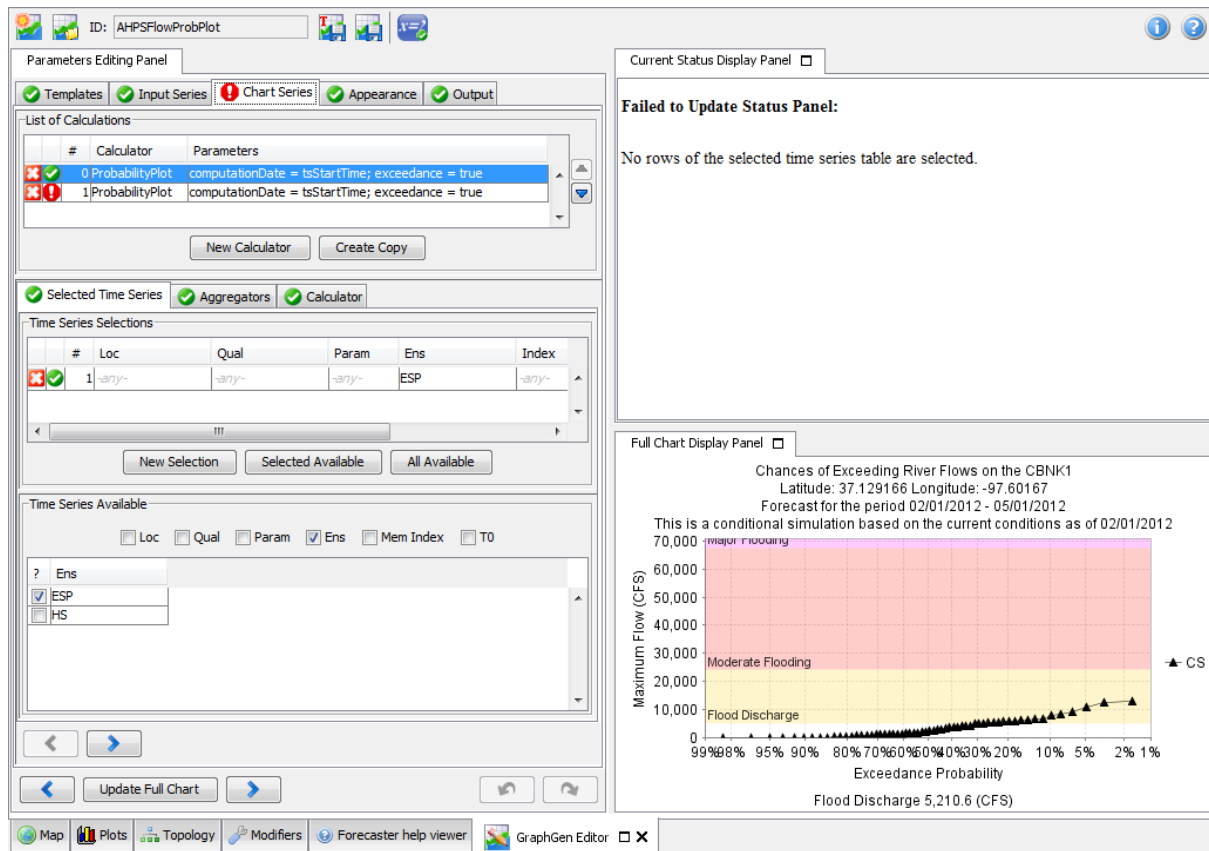 ID: AHPSFlowProbPlot
T
x=?
Parameters Editing Panel
Templates Input Series Chart Series Appearance Output
List of Calculations
# Calculator Parameters
0 ProbabilityPlot computationDate = tsStartTime; exceedance = true
1 ProbabilityPlot computationDate = tsStartTime; exceedance = true
New Calculator Create Copy
Selected Time Series Aggregators Calculator
Time Series Selections
# Loc Qual Param Ens Index
1 -any- -any- -any- ESP -any-
New Selection Selected Available All Available
Time Series Available
Loc Qual Param Ens Mem Index T0
? Ens
ESP
HS
Update Full Chart
Current Status Display Panel
Failed to Update Status Panel:
No rows of the selected time series table are selected.
Full Chart Display Panel
Chances of Exceeding River Flows on the CBNK1
Latitude: 37.129166 Longitude: -97.60167
Forecast for the period 02/01/2012 - 05/01/2012
This is a conditional simulation based on the current conditions as of 02/01/2012
Maximum Flow (CFS)
70,000
60,000
50,000
40,000
30,000
20,000
10,000
0
Major Flooding
Moderate Flooding
Flood Discharge
CS
99% 98% 95% 90% 80% 70% 60% 50% 40% 30% 20% 10% 5% 2% 1%
Exceedance Probability
Flood Discharge 5,210.6 (CFS)
Map Plots Topology Modifiers Forecaster help viewer GraphGen Editor